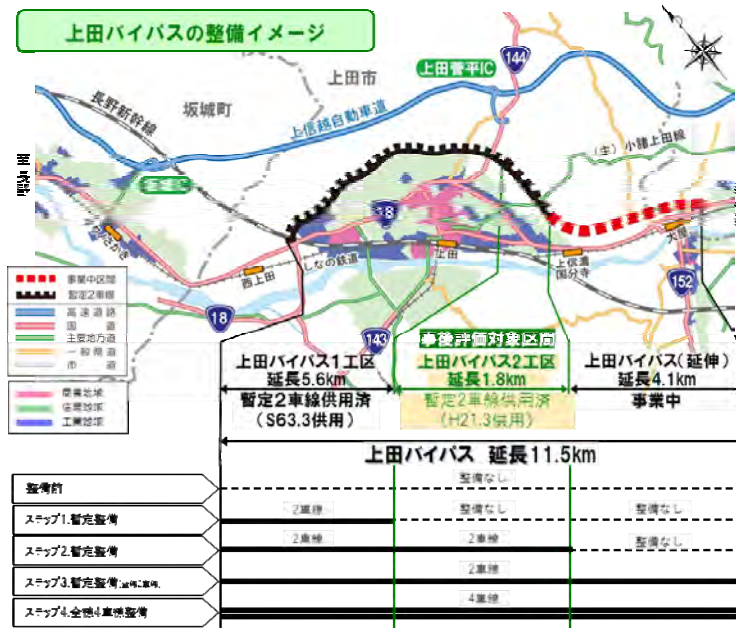 上田バイパスの整備イメージ
144
上田菅平IC
上田市
坂城町
長野新幹線
上信越自動車道
(主)小諸上田線
18
西上田
しなの鉄道
上田
上信濃
国分寺
大屋
152
18
143
事業中区間
暫定2車線
高速道路
国道
主要地方道
一般県道
市道
商業地域
住居地域
工業地域
事後評価対象区間
上田バイパス1工区
延長5.6km
上田バイパス2工区
延長1.8km
上田バイパス(延伸)
延長4.1km
暫定2車線供用済
(S63.3供用)
暫定2車線供用済
(H21.3供用)
事業中
上田バイパス 延長11.5km
整備前
整備なし
ステップ1.暫定整備
2車線
整備なし
整備なし
ステップ2.暫定整備
2車線
2車線
整備なし
ステップ3.暫定整備
2車線
ステップ4.全線4車線整備
4車線